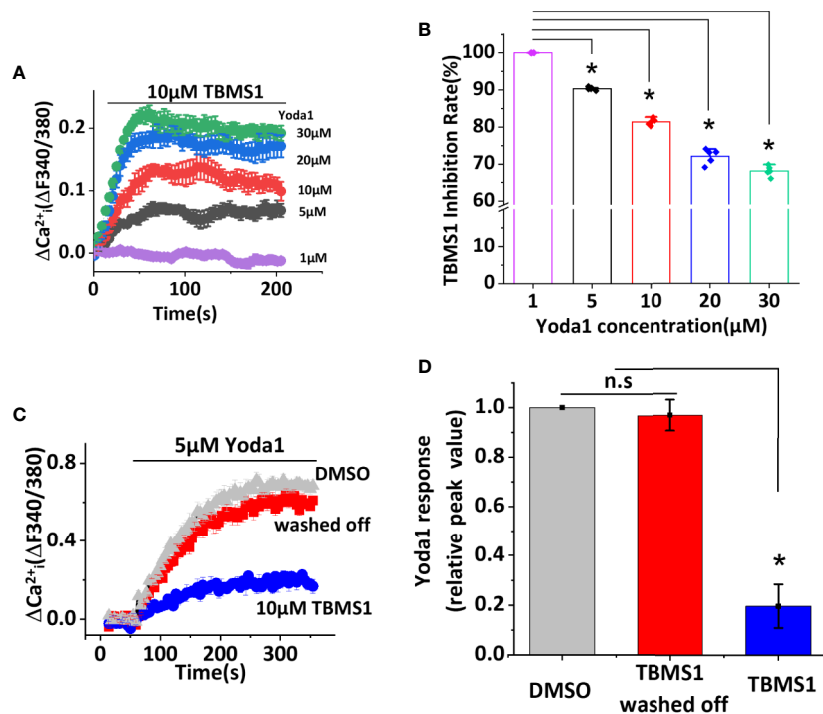 A
10μM TBMS1
Yoda1
30μM
20μM
10μM
5μM
1μM
0.2
0.1
0.0
ΔCa²⁺i(ΔF340/380)
0 100 200
Time(s)
B
* * * *
100
90
80
70
60
10
0
TBMS1 Inhibition Rate(%)
1 5 10 20 30
Yoda1 concentration(μM)
C
5μM Yoda1
DMSO
washed off
10μM TBMS1
0.8
0.4
0.0
ΔCa²⁺i(ΔF340/380)
0 100 200 300
Time(s)
D
n.s
*
1.0
0.8
0.6
0.4
0.2
0.0
Yoda1 response
(relative peak value)
DMSO
TBMS1
washed off
TBMS1